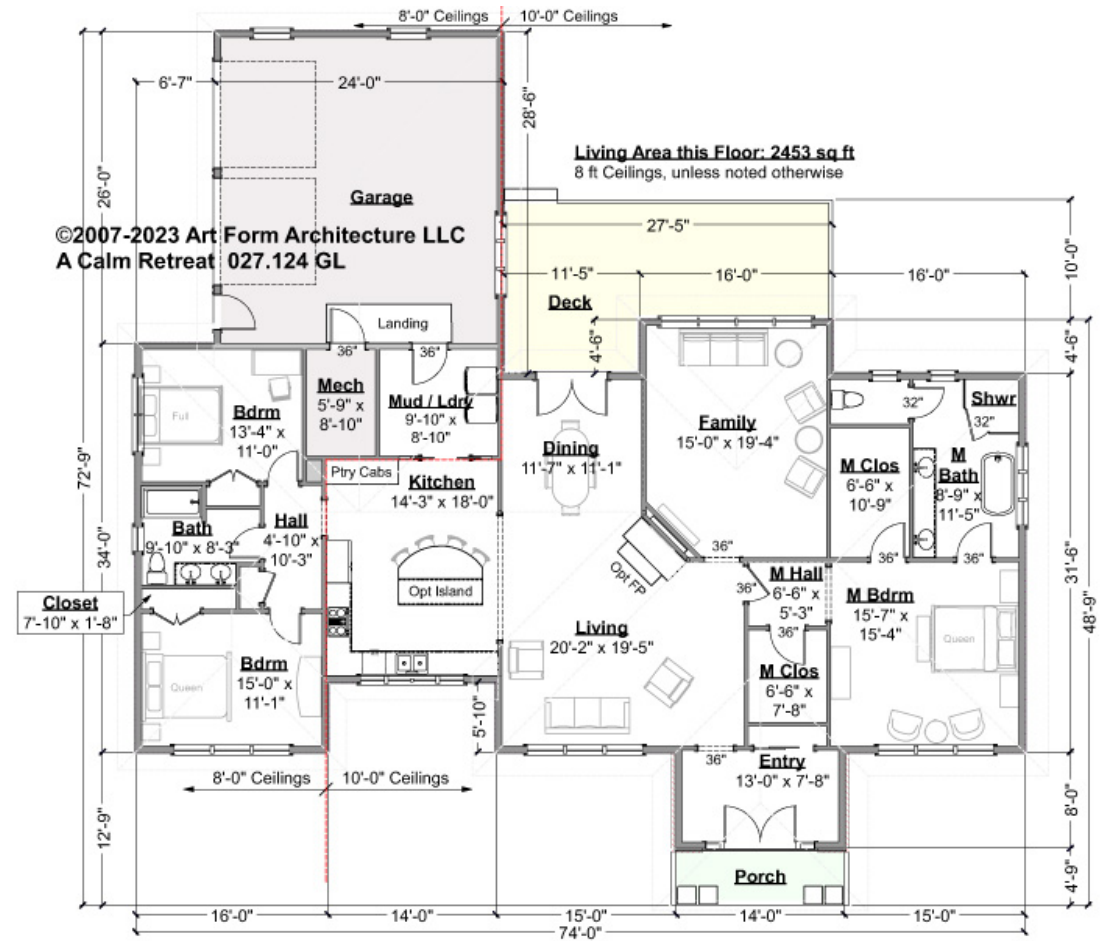 8'-0" Ceilings
10'-0" Ceilings
6'-7"
24'-0"
28'-6"
26'-0"
Living Area this Floor: 2453 sq ft
8 ft Ceilings, unless noted otherwise
Garage
©2007-2023 Art Form Architecture LLC
A Calm Retreat 027.124 GL
27'-5"
11'-5"
16'-0"
16'-0"
10'-0"
Deck
Landing
4'-6"
4'-6"
36"
36"
Mech
5'-9" x
8'-10"
Mud / Ldry
9'-10" x
8'-10"
Full
Bdrm
13'-4" x
11'-0"
Family
15'-0" x 19'-4"
32"
Shwr
32"
Dining
11'-7" x 11'-1"
Ptry Cabs
Kitchen
14'-3" x 18'-0"
M Clos
6'-6" x
10'-9"
M
Bath
8'-9" x
11'-5"
72'-9"
34'-0"
31'-6"
48'-9"
Bath
9'-10" x 8'-3"
Hall
4'-10" x
10'-3"
36"
36"
36"
Opt FP
36"
Opt Island
M Hall
6'-6" x
5'-3"
M Bdrm
15'-7" x
15'-4"
Closet
7'-10" x 1'-8"
Living
20'-2" x 19'-5"
36"
Queen
Bdrm
15'-0" x
11'-1"
Queen
M Clos
6'-6" x
7'-8"
5'-10"
36"
Entry
13'-0" x 7'-8"
8'-0" Ceilings
10'-0" Ceilings
12'-9"
8'-0"
Porch
4'-9"
16'-0"
14'-0"
15'-0"
14'-0"
15'-0"
74'-0"